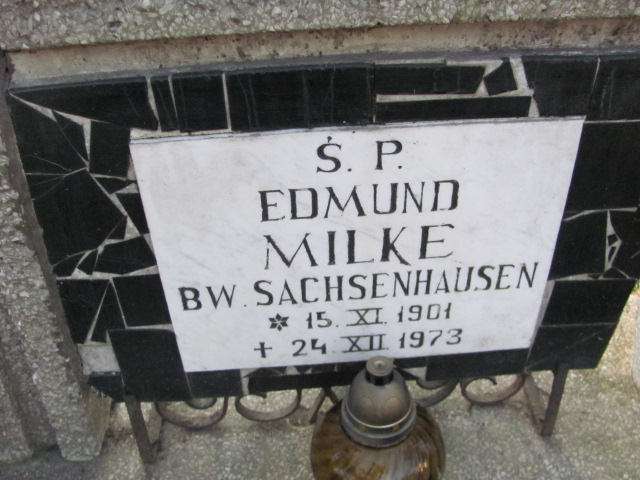 Ś. P.
EDMUND
MILKE
BW. SACHSENHAUSEN
* 15. XI. 1901
+ 24. XII 1973